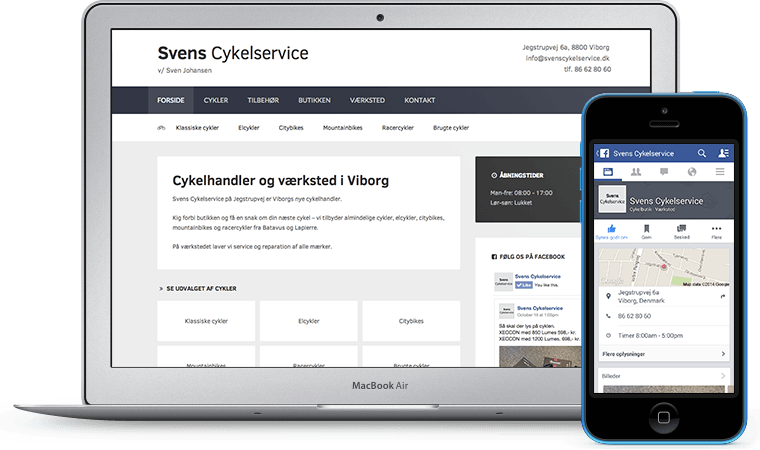 Svens Cykelservice
v/ Sven Johansen
Jegstrupvej 6a, 8800 Viborg
info@svenscykelservice.dk
tlf. 86 62 80 60
FORSIDE CYKLER TILBEHØR BUTIKKEN VÆRKSTED KONTAKT
Klassiske cykler Elcykler Citybikes Mountainbikes Racercykler Brugte cykler
Cykelhandler og værksted i Viborg
Svens Cykelservice på Jegstrupvej er Viborgs nye cykelhandler.
Kig forbi butikken og få en snak om din næste cykel – vi tilbyder almindelige cykler, elcykler, citybikes,
mountainbikes og racercykler fra Batavus og Lapierre.
På værkstedet laver vi service og reparation af alle mærker.
» SE UDVALGET AF CYKLER
Klassiske cykler Elcykler Citybikes
Mountainbikes Racercykler Brugte cykler
ÅBNINGSTIDER
Man-fre: 08:00 - 17:00
Lør-søn: Lukket
FØLG OS PÅ FACEBOOK
Svens Cykelservice
Like You like this.
Svens Cykelservice
October 16 at 1:05pm
Så skal der lys på cyklen.
XEOCON med 850 Lumes 598,- kr.
XEOCON med 1200 Lumes 898,- kr.
MacBook Air
Svens Cykelservice
Svens
Cykelservice
Svens Cykelservice
Cykelbutik · Værksted
Synes godt om Gem Besked Flere
Map data ©2014 Google
Jegstrupvej 6a
Viborg, Denmark
86 62 80 60
Timer 8:00am - 5:00pm
Flere oplysninger
Billeder